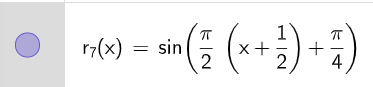 r₇(x) = sin(π/2 (x + 1/2) + π/4)